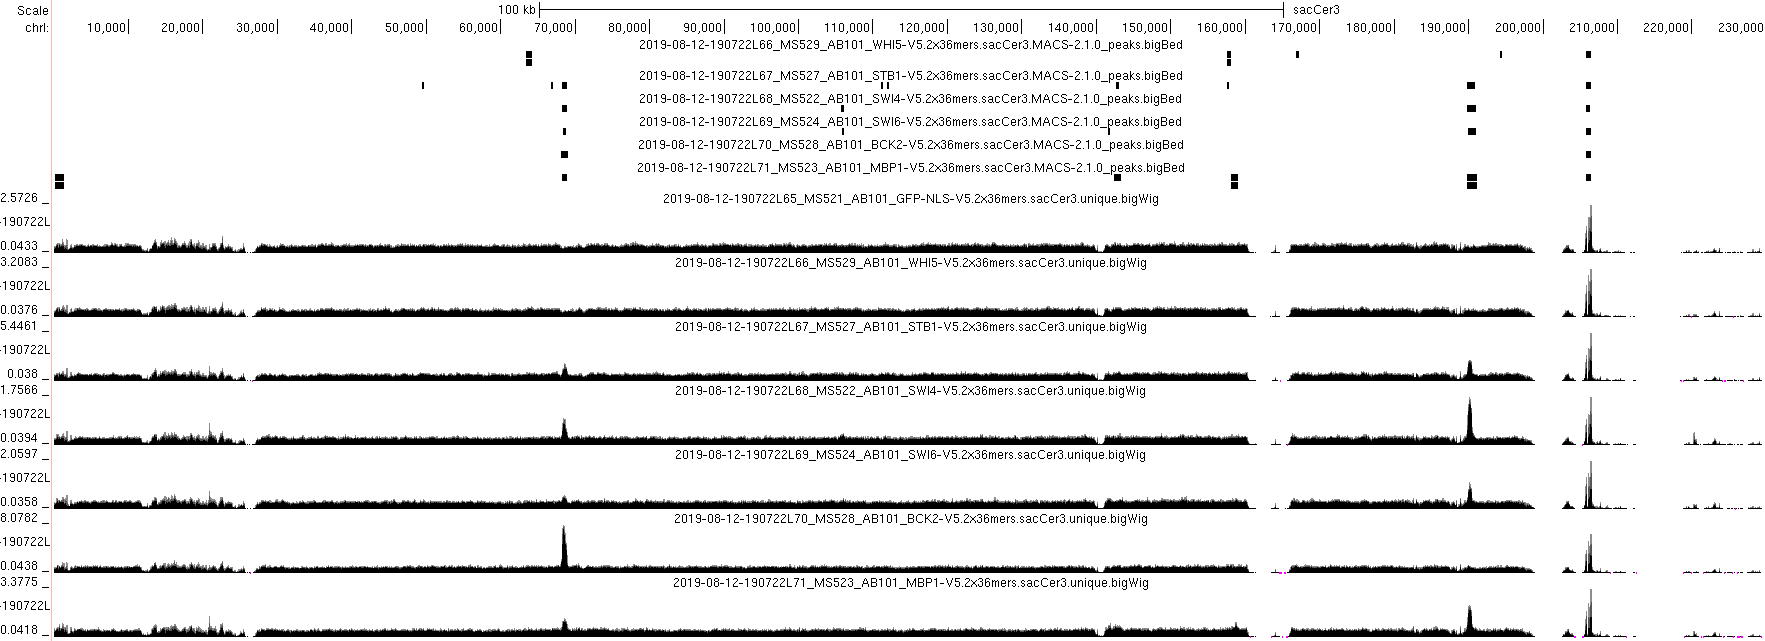 Scale 100 kb sacCer3
chrI: 10,000 20,000 30,000 40,000 50,000 60,000 70,000 80,000 90,000 100,000 110,000 120,000 130,000 140,000 150,000 160,000 170,000 180,000 190,000 200,000 210,000 220,000 230,000
2019-08-12-190722L66_MS529_AB101_WHI5-V5.2x36mers.sacCer3.MACS-2.1.0_peaks.bigBed
2019-08-12-190722L67_MS527_AB101_STB1-V5.2x36mers.sacCer3.MACS-2.1.0_peaks.bigBed
2019-08-12-190722L68_MS522_AB101_SWI4-V5.2x36mers.sacCer3.MACS-2.1.0_peaks.bigBed
2019-08-12-190722L69_MS524_AB101_SWI6-V5.2x36mers.sacCer3.MACS-2.1.0_peaks.bigBed
2019-08-12-190722L70_MS528_AB101_BCK2-V5.2x36mers.sacCer3.MACS-2.1.0_peaks.bigBed
2019-08-12-190722L71_MS523_AB101_MBP1-V5.2x36mers.sacCer3.MACS-2.1.0_peaks.bigBed
2.5726 _ 2019-08-12-190722L65_MS521_AB101_GFP-NLS-V5.2x36mers.sacCer3.unique.bigWig
-190722L
0.0433 _
3.2083 _ 2019-08-12-190722L66_MS529_AB101_WHI5-V5.2x36mers.sacCer3.unique.bigWig
-190722L
0.0376 _
5.4461 _ 2019-08-12-190722L67_MS527_AB101_STB1-V5.2x36mers.sacCer3.unique.bigWig
-190722L
0.038 _
1.7566 _ 2019-08-12-190722L68_MS522_AB101_SWI4-V5.2x36mers.sacCer3.unique.bigWig
-190722L
0.0394 _
2.0597 _ 2019-08-12-190722L69_MS524_AB101_SWI6-V5.2x36mers.sacCer3.unique.bigWig
-190722L
0.0358 _
8.0782 _ 2019-08-12-190722L70_MS528_AB101_BCK2-V5.2x36mers.sacCer3.unique.bigWig
-190722L
0.0438 _
3.3775 _ 2019-08-12-190722L71_MS523_AB101_MBP1-V5.2x36mers.sacCer3.unique.bigWig
-190722L
0.0418 _